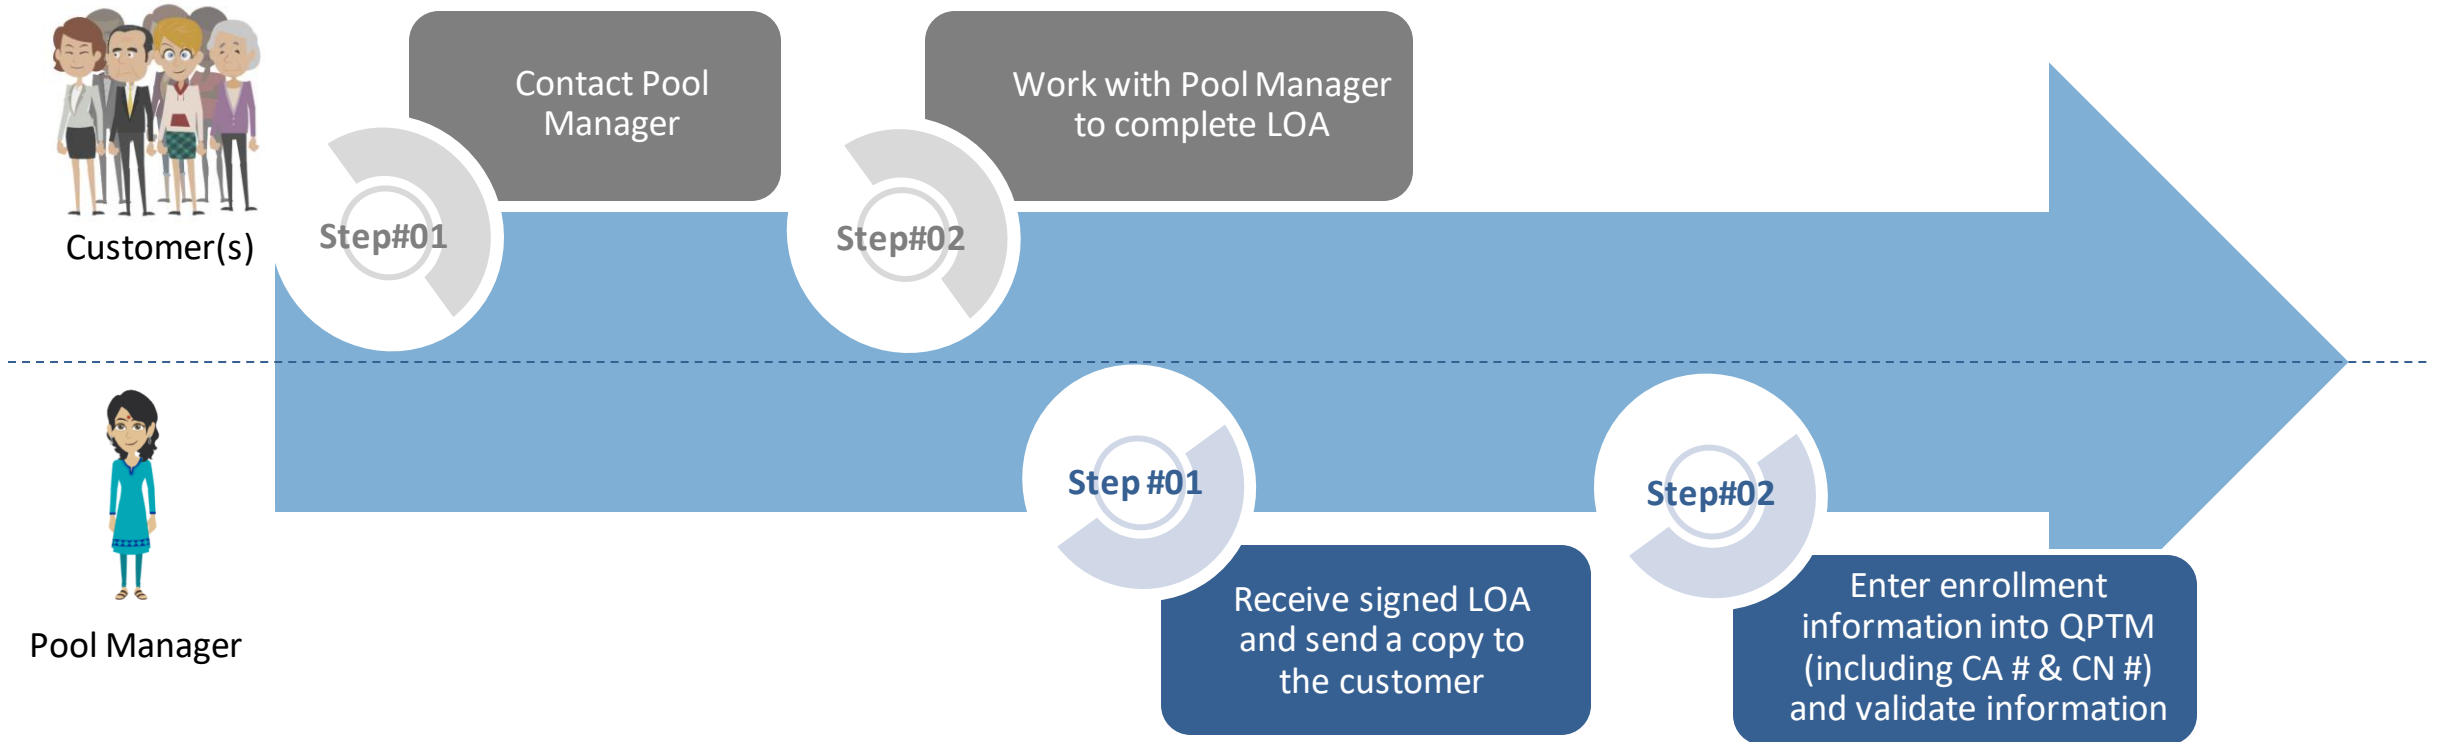 Contact Pool
Manager
Work with Pool Manager
to complete LOA
Step#01
Step#02
Customer(s)
Step #01
Step#02
Receive signed LOA
and send a copy to
the customer
Enter enrollment
information into QPTM
(including CA # & CN #)
and validate information
Pool Manager